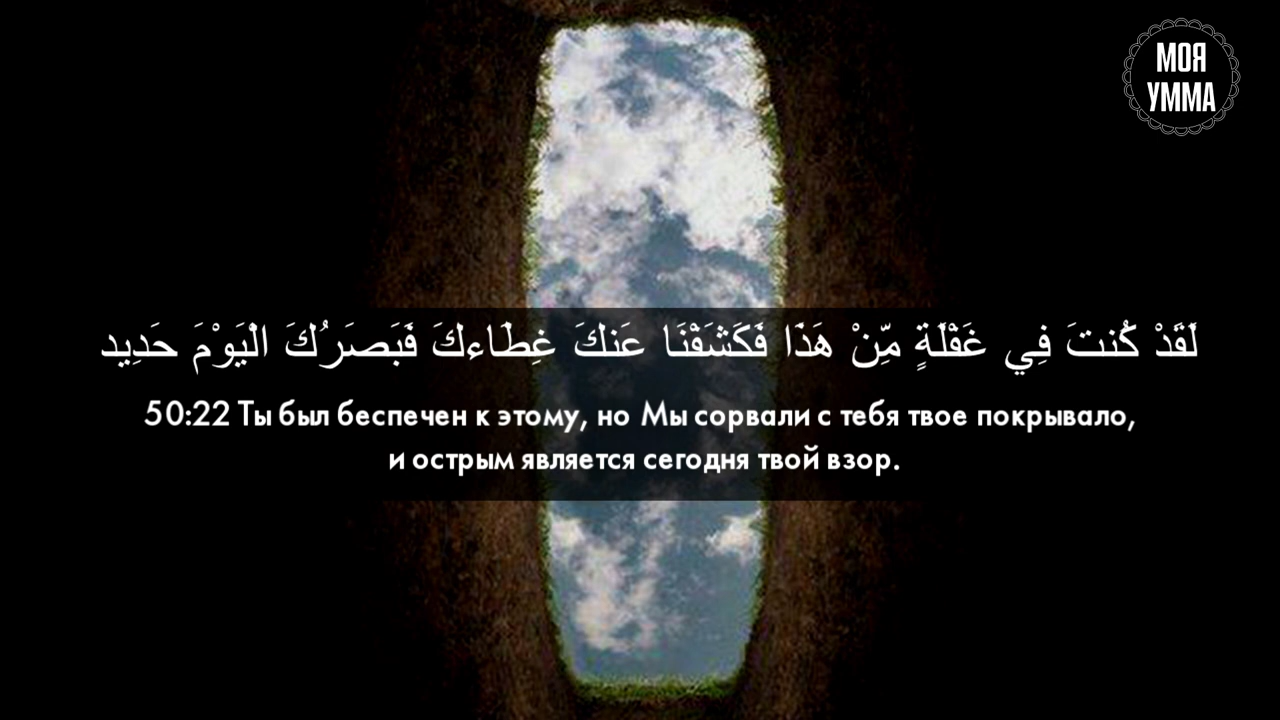 МОЯ
УММА
لَقَدْ كُنتَ فِي غَفْلَةٍ مِّنْ هَذَا فَكَشَفْنَا عَنكَ غِطَاءكَ فَبَصَرُكَ الْيَوْمَ حَدِيد
50:22 Ты был беспечен к этому, но Мы сорвали с тебя твое покрывало,
и острым является сегодня твой взор.